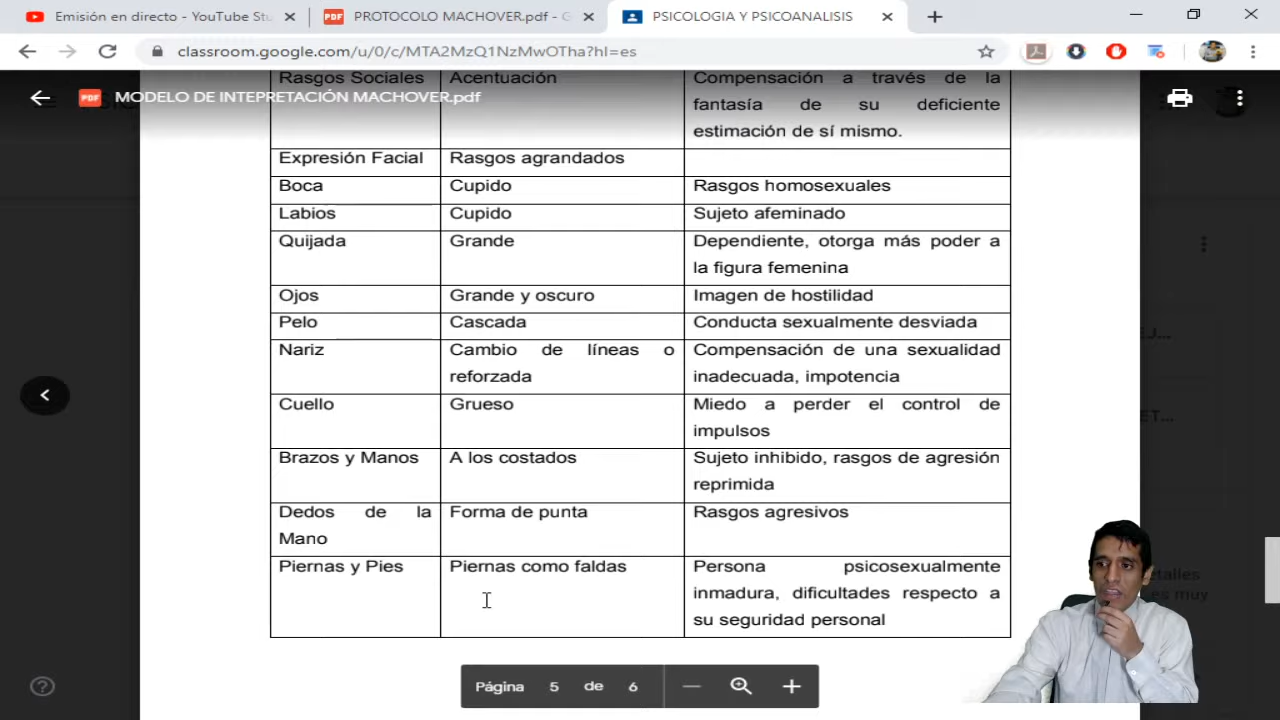 Emisión en directo - YouTube Stu
PROTOCOLO MACHOVER.pdf - G
PSICOLOGIA Y PSICOANALISIS
classroom.google.com/u/0/c/MTA2MzQ1NzMwOTha?hl=es
PDF MODELO DE INTEPRETACIÓN MACHOVER.pdf
Rasgos Sociales Acentuación Compensación a través de la
fantasía de su deficiente
estimación de sí mismo.
Expresión Facial Rasgos agrandados
Boca Cupido Rasgos homosexuales
Labios Cupido Sujeto afeminado
Quijada Grande Dependiente, otorga más poder a
la figura femenina
Ojos Grande y oscuro Imagen de hostilidad
Pelo Cascada Conducta sexualmente desviada
Nariz Cambio de líneas o Compensación de una sexualidad
reforzada inadecuada, impotencia
Cuello Grueso Miedo a perder el control de
impulsos
Brazos y Manos A los costados Sujeto inhibido, rasgos de agresión
reprimida
Dedos de la Forma de punta Rasgos agresivos
Mano
Piernas y Pies Piernas como faldas Persona psicosexualmente
inmadura, dificultades respecto a
su seguridad personal
Página 5 de 6